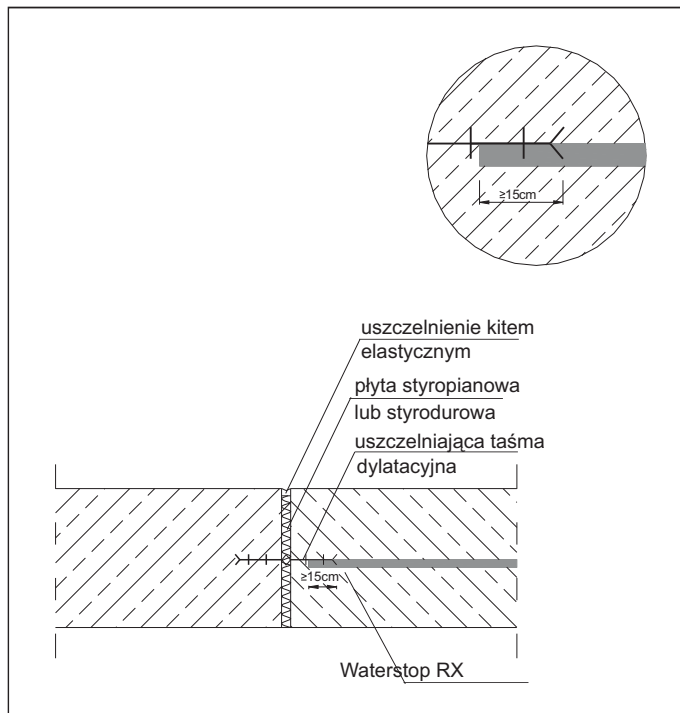 ≥15cm
uszczelnienie kitem
elastycznym
płyta styropianowa
lub styrodurowa
uszczelniająca taśma
dylatacyjna
≥15cm
Waterstop RX